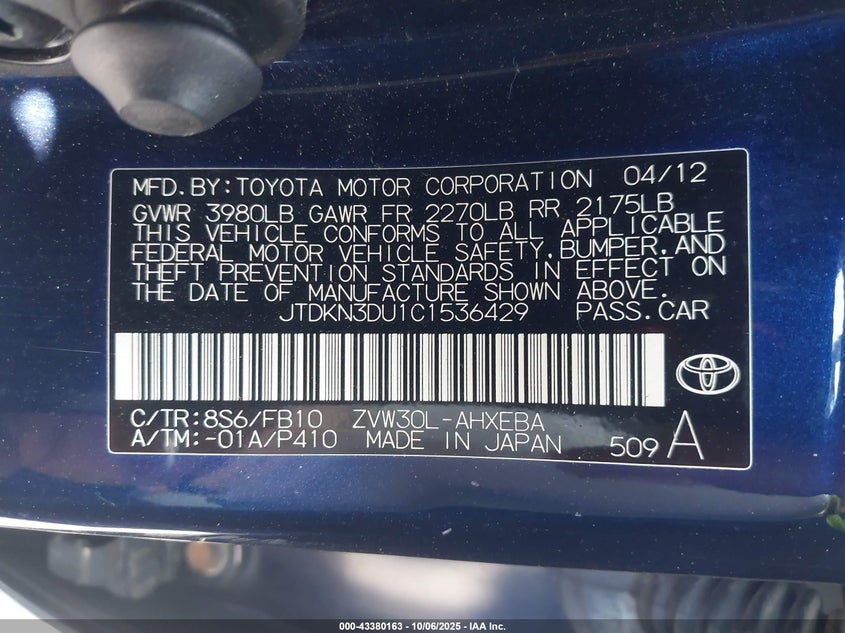 MFD.BY:TOYOTA MOTOR CORPORATION 04/12
GVWR 3980LB GAWR FR 2270LB RR 2175LB
THIS VEHICLE CONFORMS TO ALL APPLICABLE
FEDERAL MOTOR VEHICLE SAFETY,BUMPER,AND
THEFT PREVENTION STANDARDS IN EFFECT ON
THE DATE OF MANUFACTURE SHOWN ABOVE.
JTDKN3DU1C1536429 PASS.CAR
C/TR:8S6/FB10 ZVW30L-AHXEBA
A/TM:-01A/P410 MADE IN JAPAN 509 A
000-43380163 - 10/06/2025 - IAA Inc.